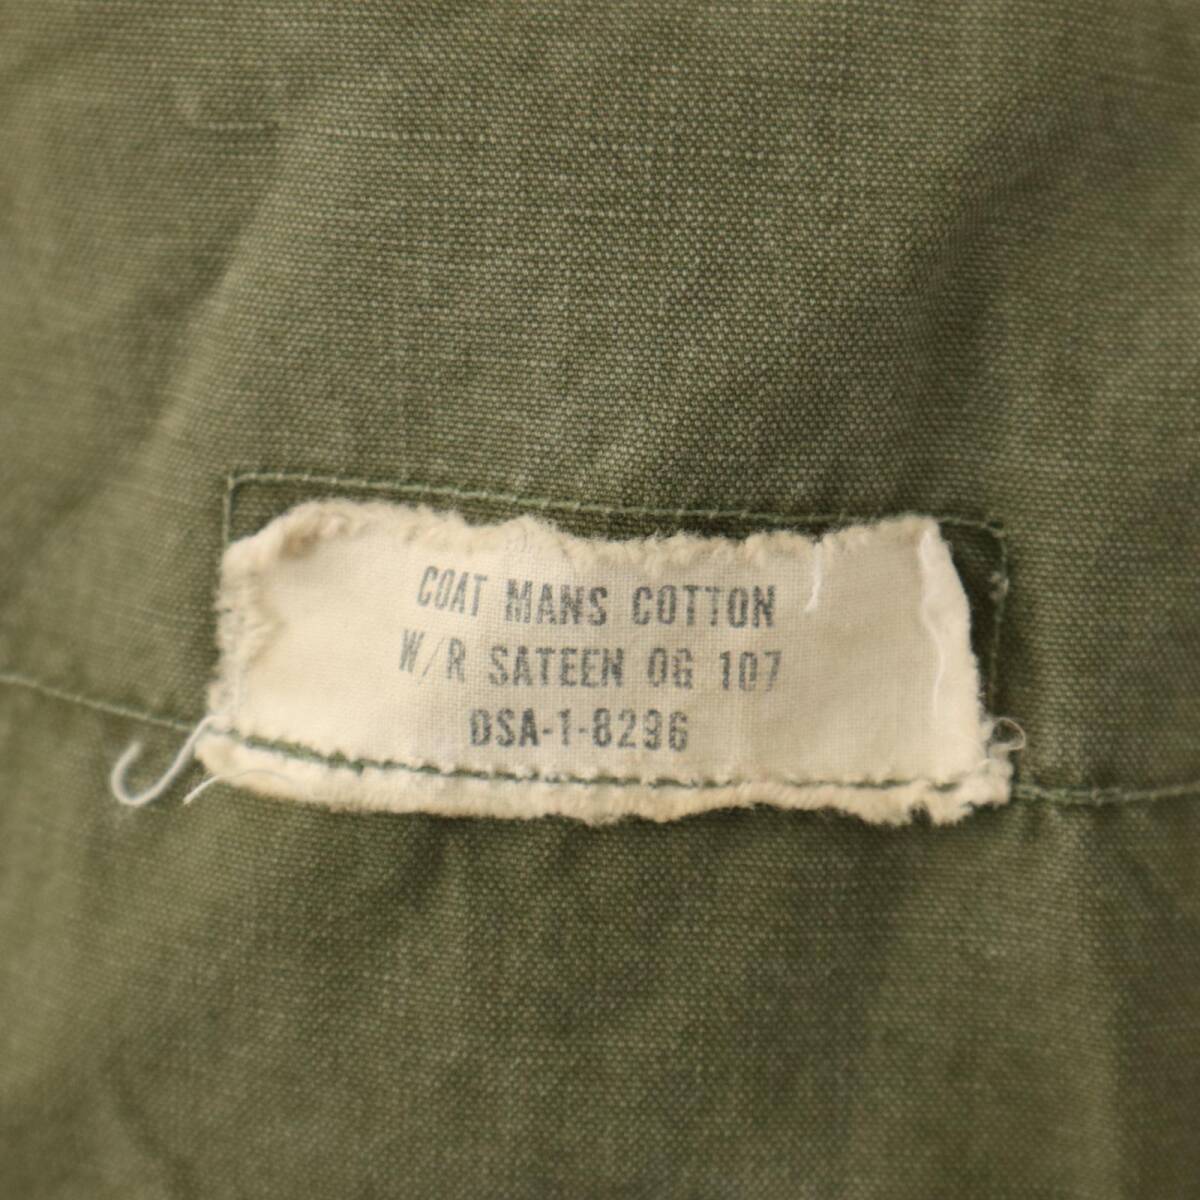 COAT MANS COTTON
W/R SATEEN OG 107
DSA-1-8296